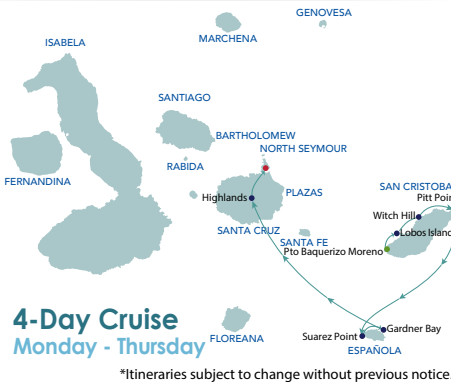 GENOVESA
MARCHENA
ISABELA
SANTIAGO
BARTHOLOMEW
NORTH SEYMOUR
RABIDA
FERNANDINA
Highlands
PLAZAS
SAN CRISTOBA
Pitt Poin
Witch Hill
Lobos Island
SANTA CRUZ
SANTA FE
Pto Baquerizo Moreno
4-Day Cruise
Monday - Thursday
FLOREANA
Suarez Point
Gardner Bay
ESPAÑOLA
*Itineraries subject to change without previous notice.